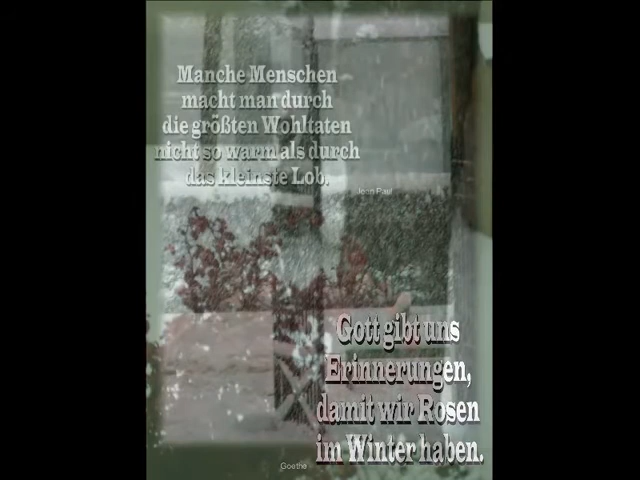 Manche Menschen
macht man durch
die größten Wohltaten
nicht so warm als durch
das kleinste Lob.
Jean Paul
Gott gibt uns
Erinnerungen,
damit wir Rosen
im Winter haben.
Goethe